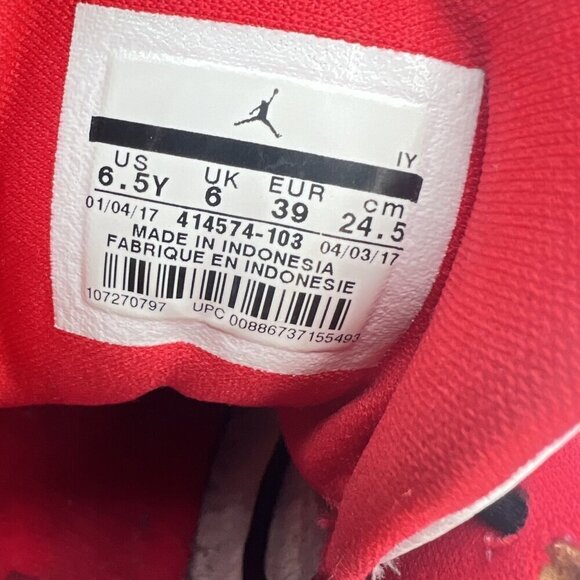 IY
US UK EUR cm
6.5Y 6 39 24.5
01/04/17 414574-103 04/03/17
MADE IN INDONESIA
FABRIQUE EN INDONESIE
107270797 UPC 00886737155493